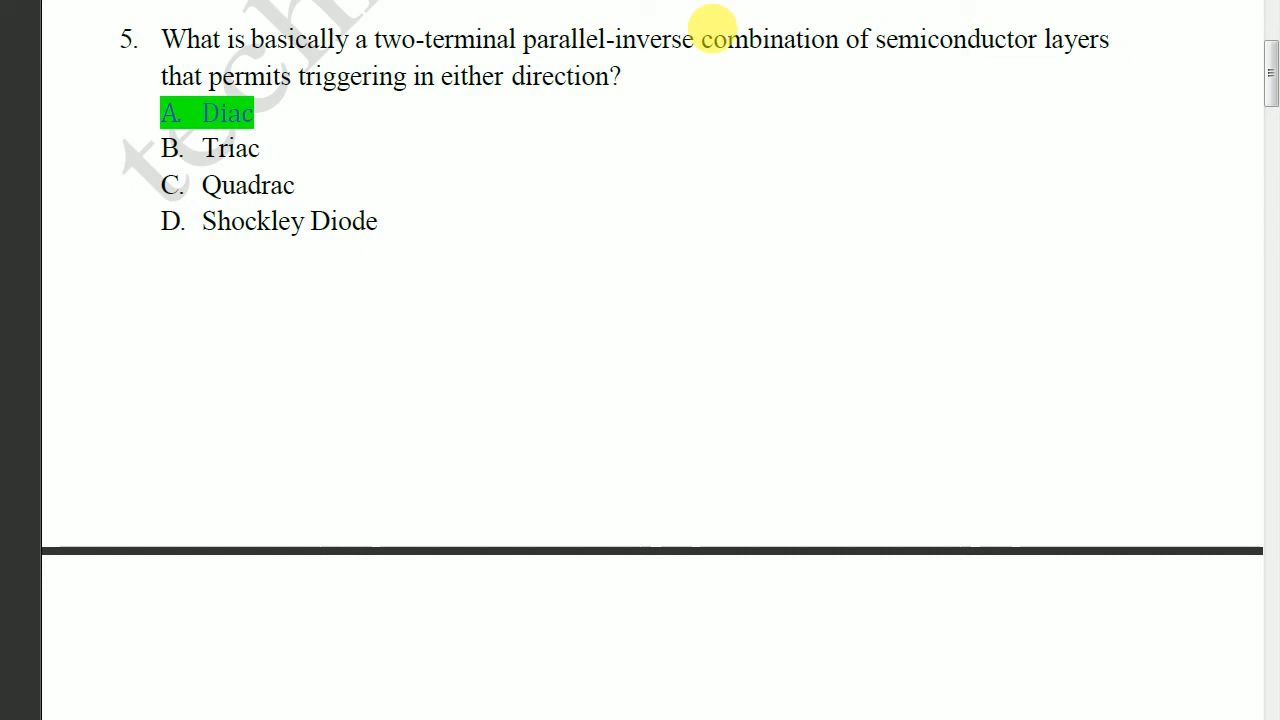 5. What is basically a two-terminal parallel-inverse combination of semiconductor layers
that permits triggering in either direction?
A. Diac
B. Triac
C. Quadrac
D. Shockley Diode